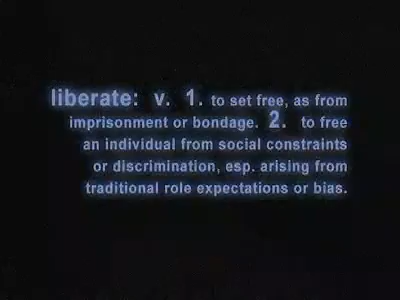 liberate: v. 1. to set free, as from
imprisonment or bondage. 2. to free
an individual from social constraints
or discrimination, esp. arising from
traditional role expectations or bias.